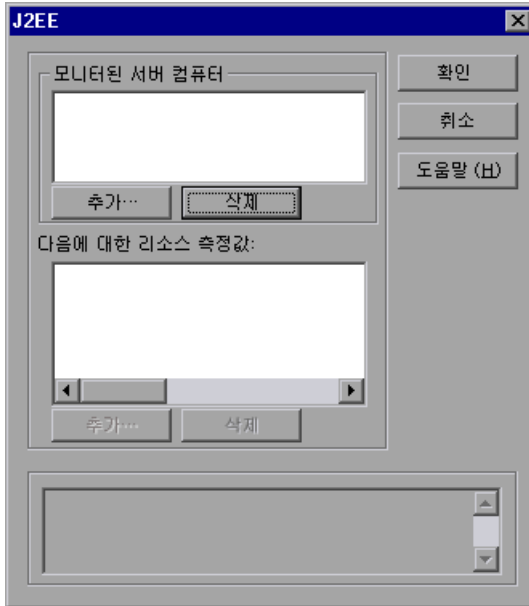 J2EE
모니터된 서버 컴퓨터
추가...
삭제
다음에 대한 리소스 측정값:
추가...
삭제
확인
취소
도움말 (H)